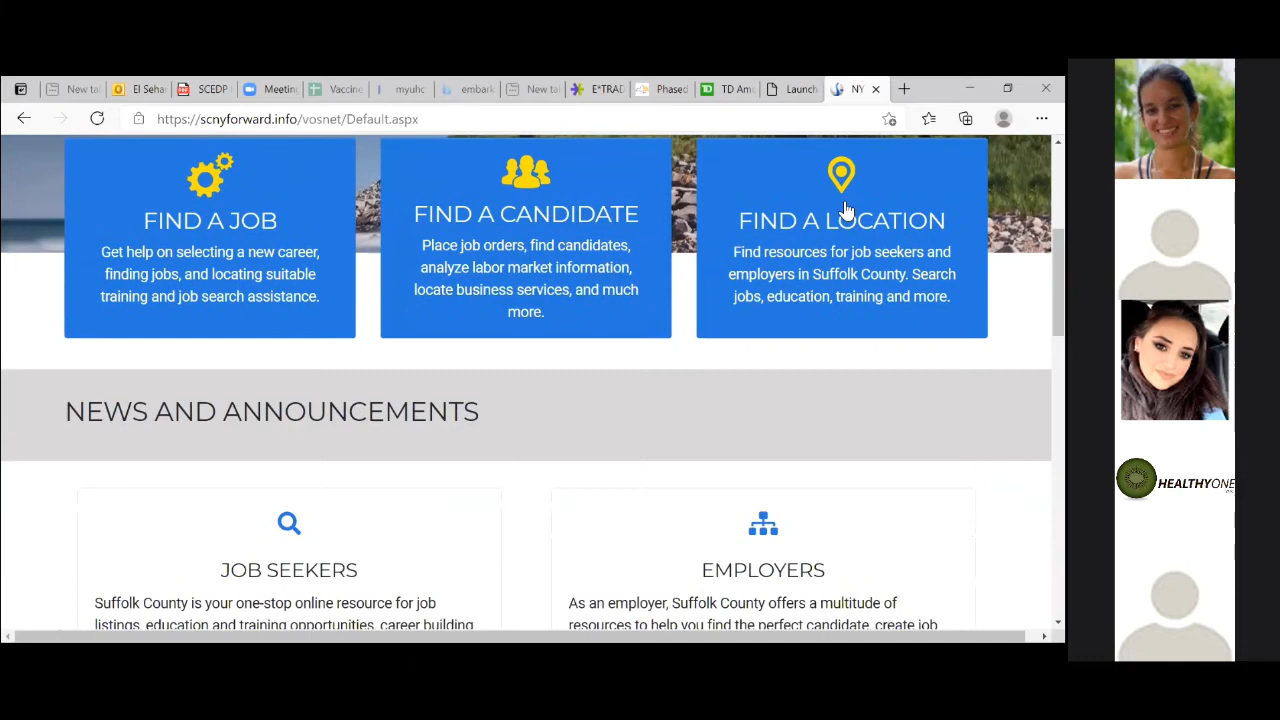 New tal
El Seha
SCEDP
Meetin
Vaccine
myuhc
embark
New tal
E*TRAD
Phased
TD Am
Launch
NY
https://scnyforward.info/vosnet/Default.aspx
FIND A JOB
Get help on selecting a new career,
finding jobs, and locating suitable
training and job search assistance.
FIND A CANDIDATE
Place job orders, find candidates,
analyze labor market information,
locate business services, and much
more.
FIND A LOCATION
Find resources for job seekers and
employers in Suffolk County. Search
jobs, education, training and more.
NEWS AND ANNOUNCEMENTS
JOB SEEKERS
Suffolk County is your one-stop online resource for job
listings, education and training opportunities, career building
EMPLOYERS
As an employer, Suffolk County offers a multitude of
resources to help you find the perfect candidate, create job
HEALTHYONE